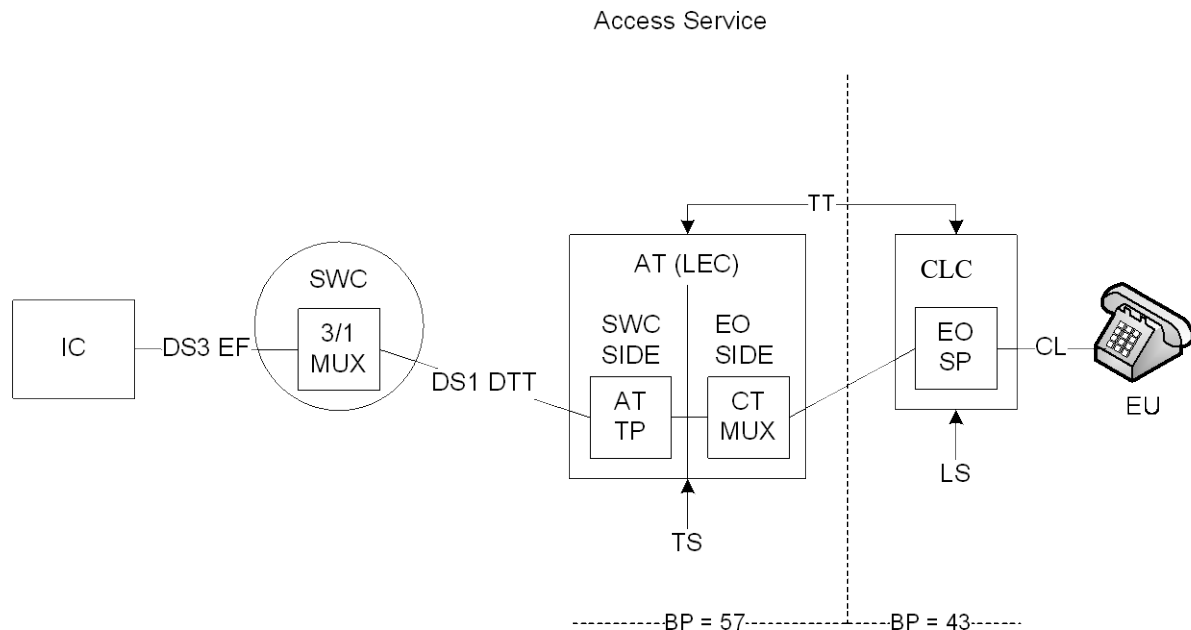 Access Service
TT
AT (LEC)
CLC
SWC
SWC
SIDE
EO
SIDE
IC
DS3 EF
3/1
MUX
DS1 DTT
AT
TP
CT
MUX
EO
SP
CL
EU
LS
TS
BP = 57
BP = 43